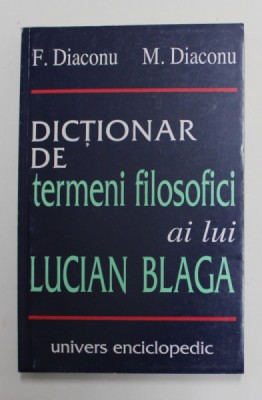 F. Diaconu M. Diaconu
DICȚIONAR
DE
termeni filosofici
ai lui
LUCIAN BLAGA
univers enciclopedic